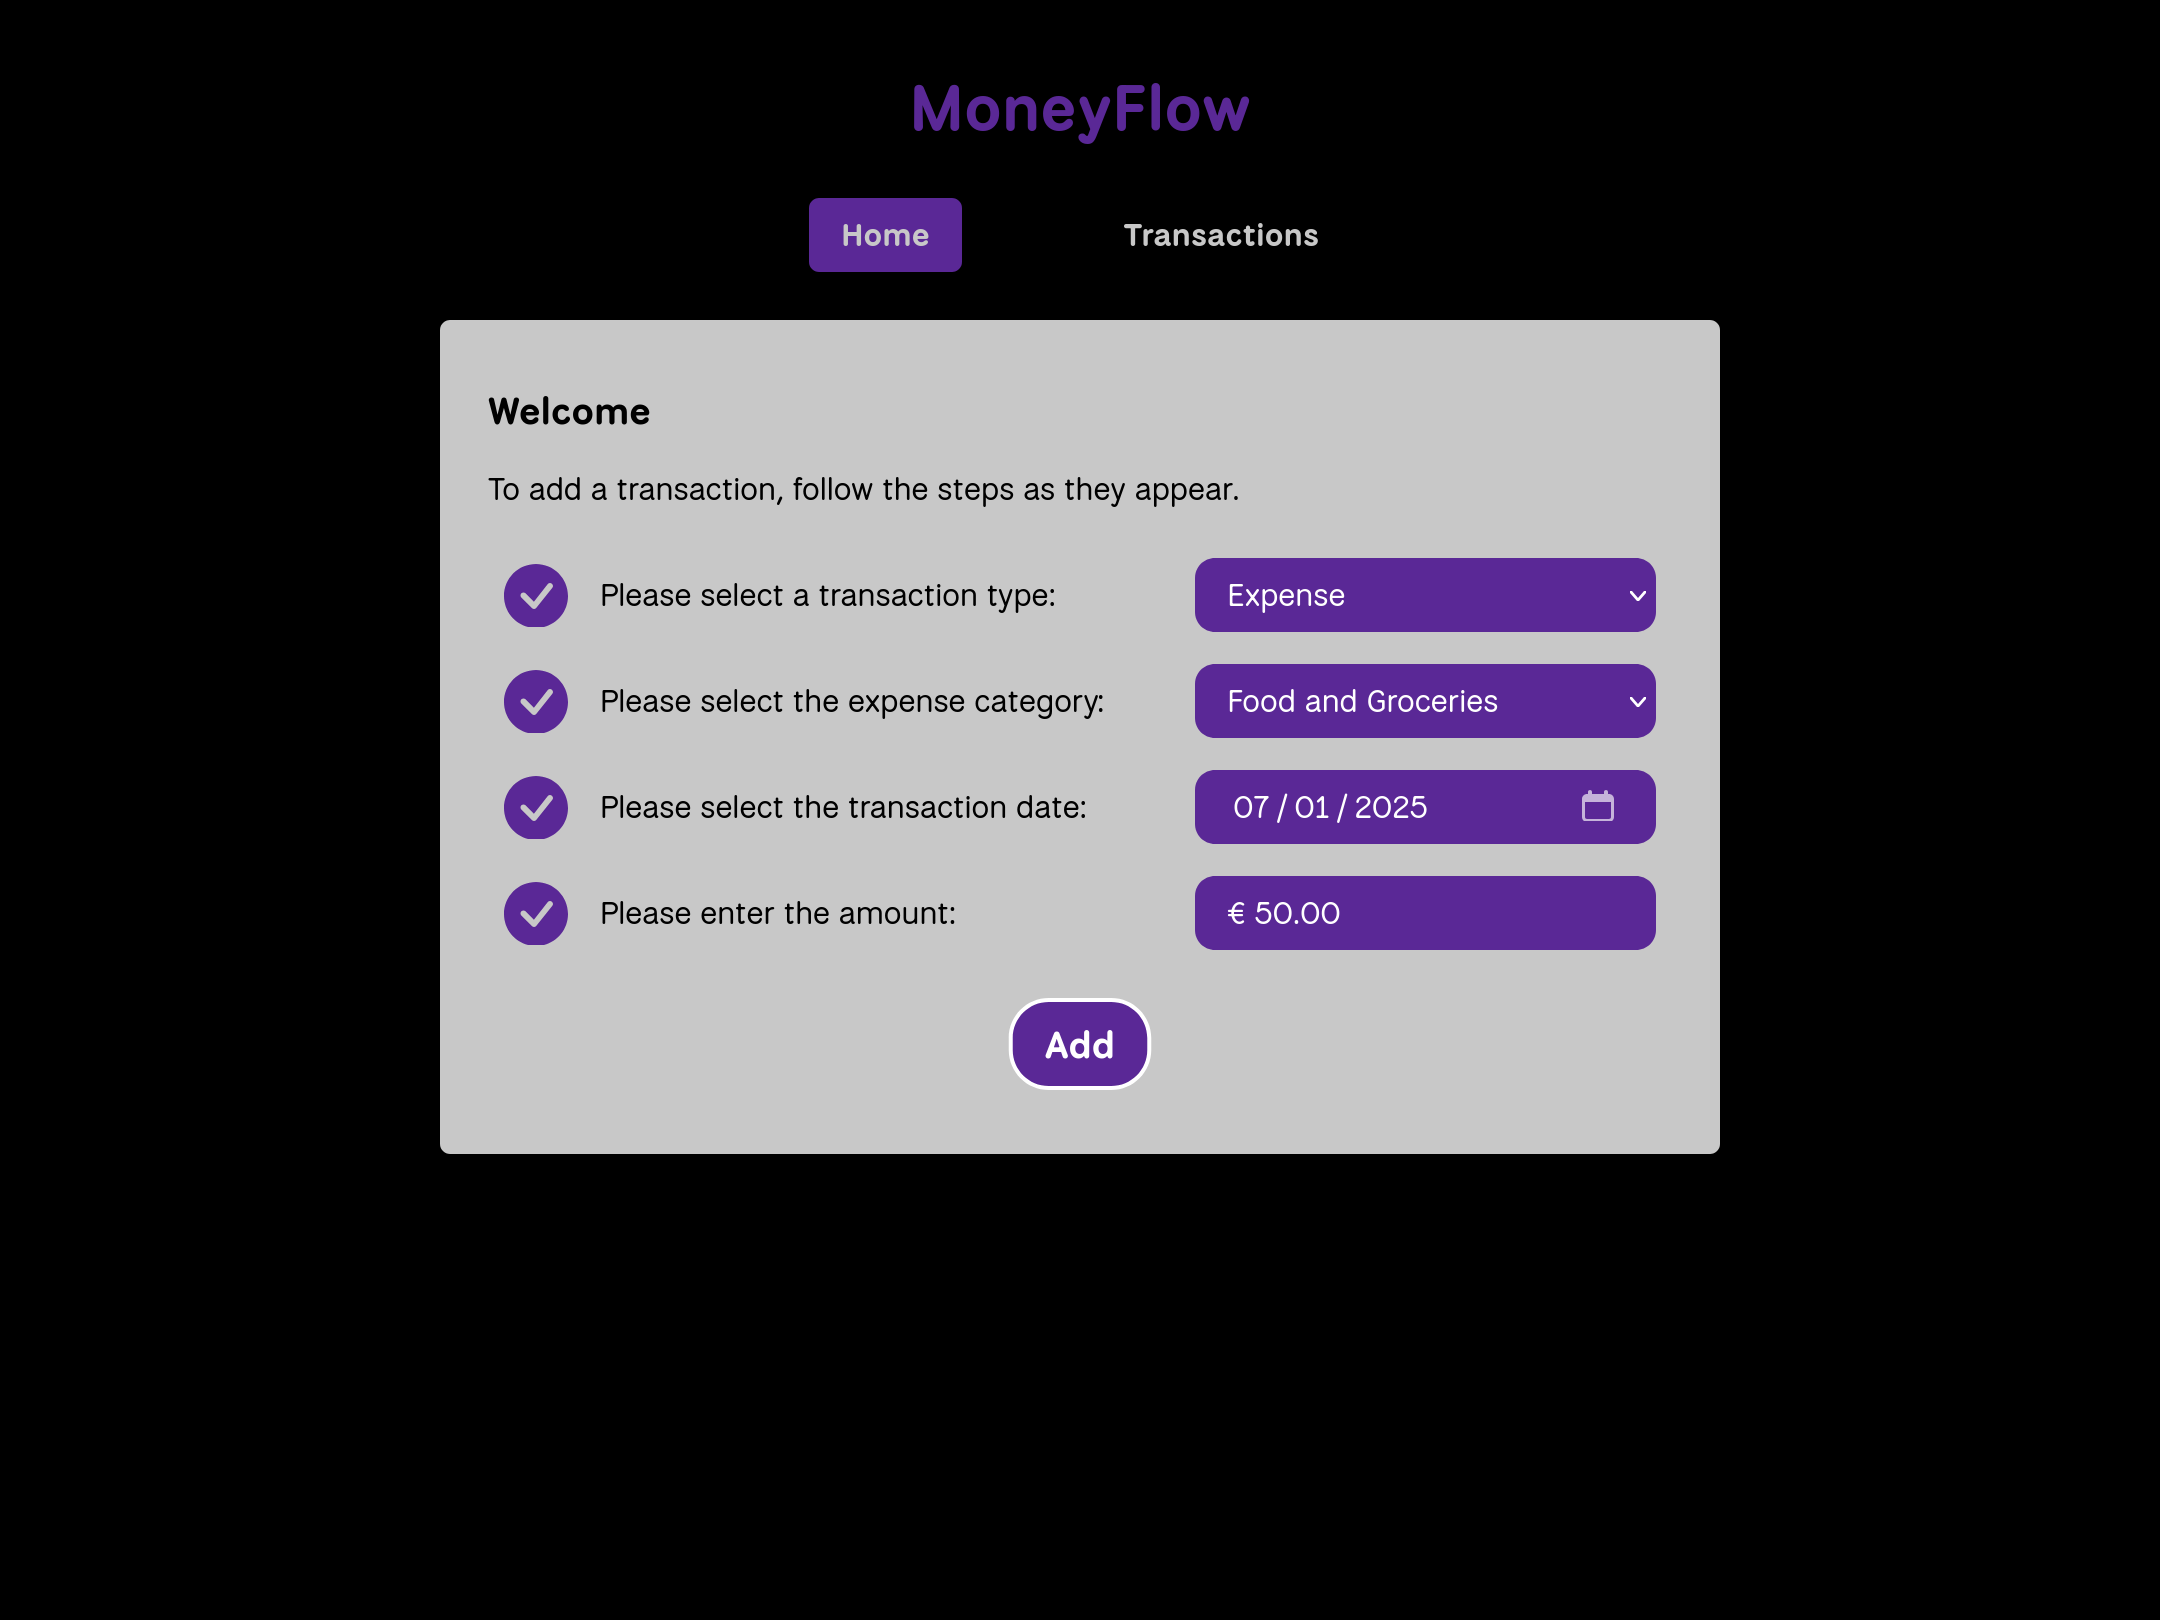 MoneyFlow
Home
Transactions
Welcome
To add a transaction, follow the steps as they appear.
Please select a transaction type:
Expense
Please select the expense category:
Food and Groceries
Please select the transaction date:
07 / 01 / 2025
Please enter the amount:
€ 50.00
Add